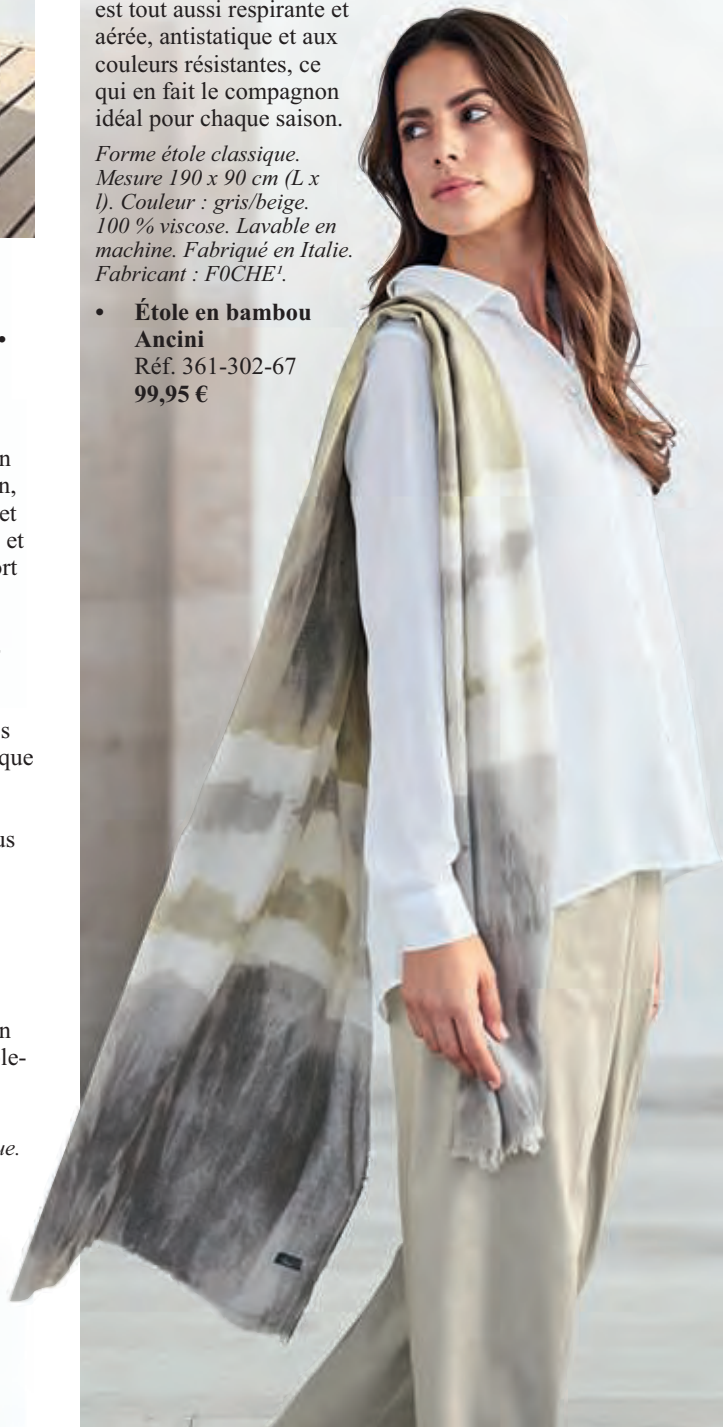 est tout aussi respirante et
aérée, antistatique et aux
couleurs résistantes, ce
qui en fait le compagnon
idéal pour chaque saison.
Forme étole classique.
Mesure 190 x 90 cm (L x
l). Couleur : gris/beige.
100 % viscose. Lavable en
machine. Fabriqué en Italie.
Fabricant : F0CHE¹.
• Étole en bambou
Ancini
Réf. 361-302-67
99,95 €